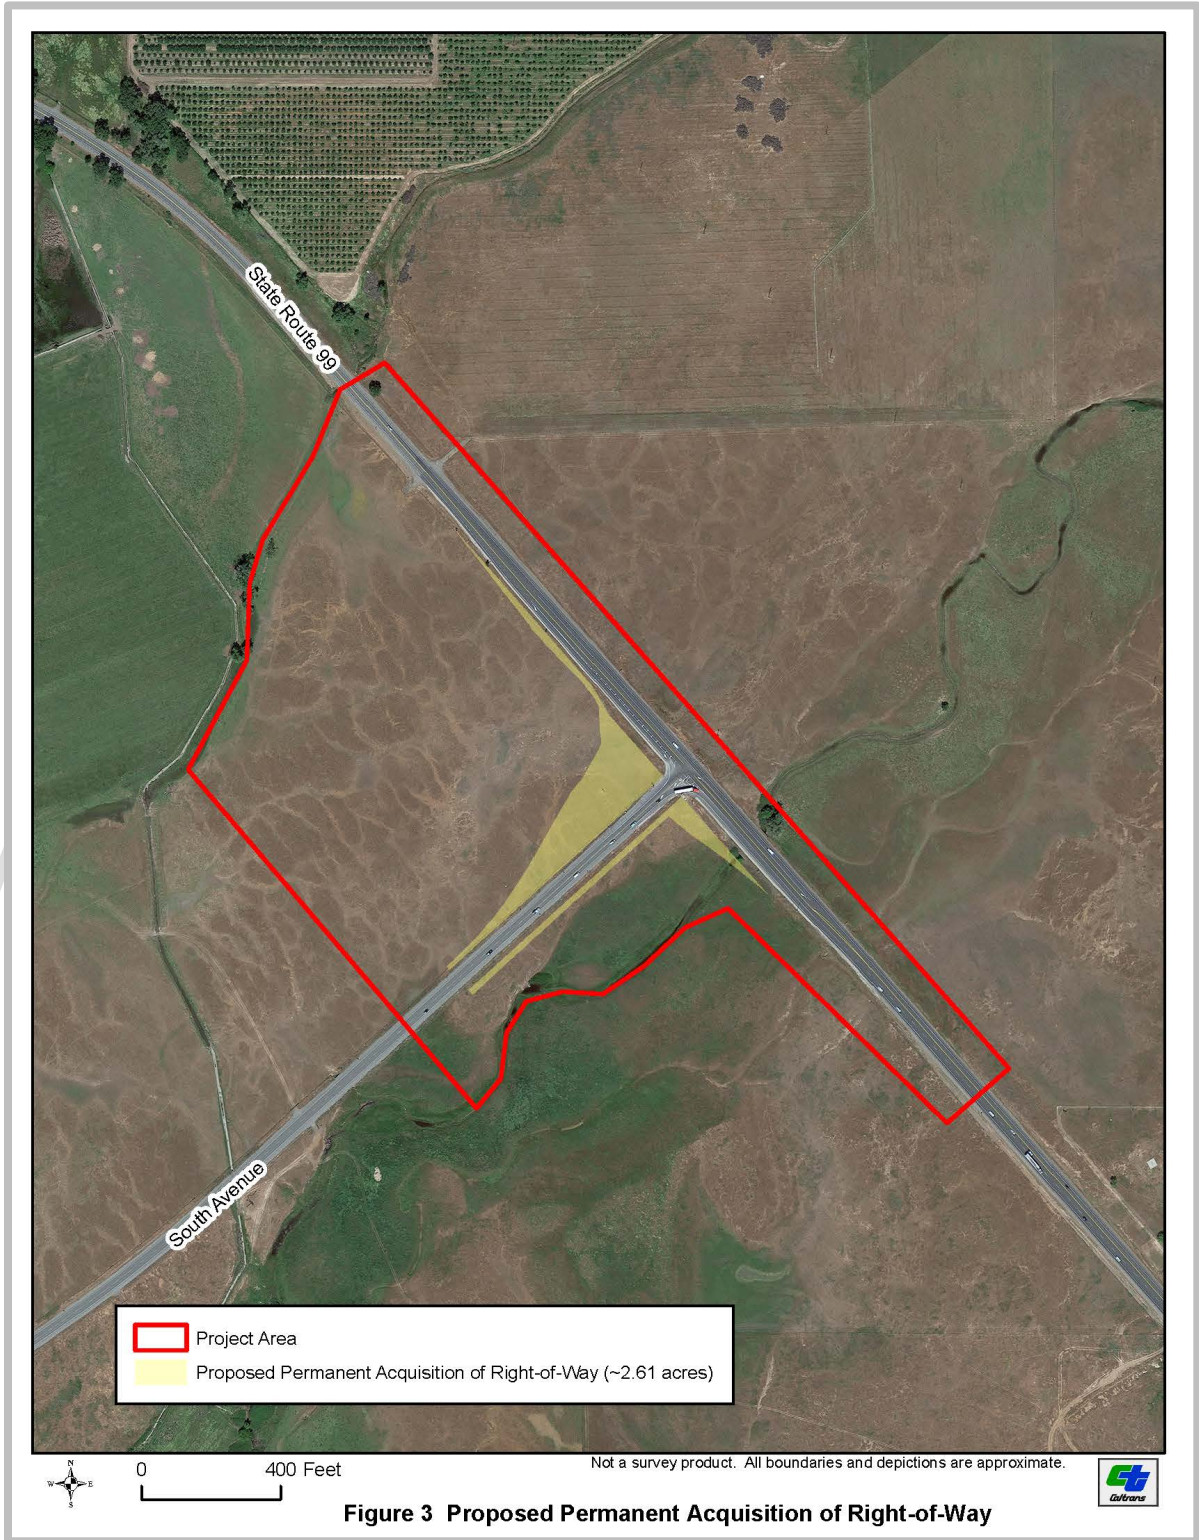 State Route 99
South Avenue
Project Area
Proposed Permanent Acquisition of Right-of-Way (~2.61 acres)
N
W E
S
0 400 Feet
Not a survey product. All boundaries and depictions are approximate.
Caltrans
Figure 3 Proposed Permanent Acquisition of Right-of-Way